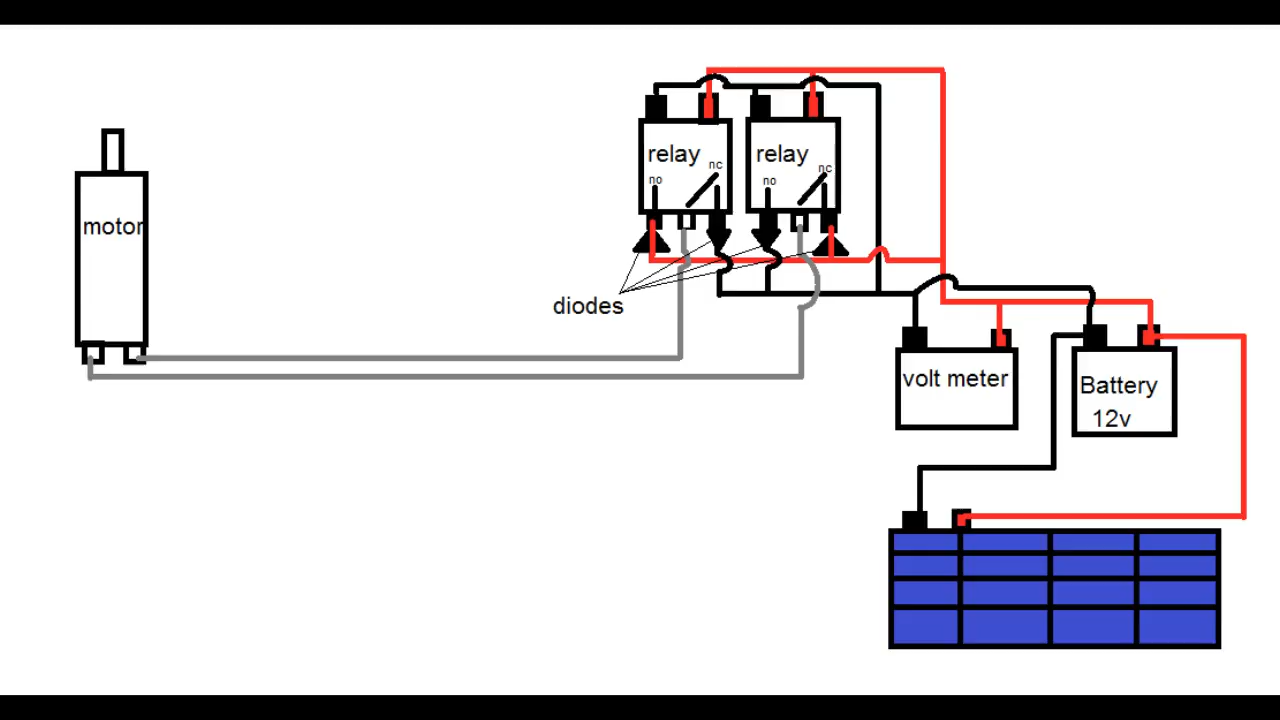 relay
nc
no
relay
nc
no
motor
diodes
volt meter
Battery
12v